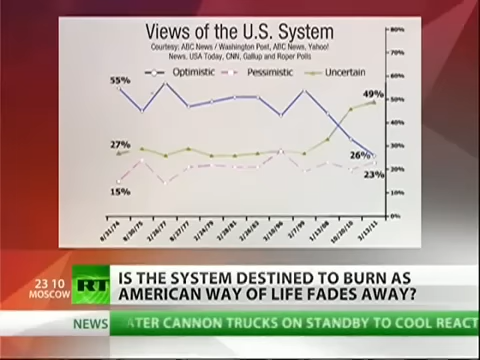 Views of the U.S. System
Courtesy: ABC News / Washington Post, ABC News, Yahoo!
News, USA Today, CNN, Gallup and Roper Polls
Optimistic Pessimistic Uncertain
80%
70%
60%
50%
40%
30%
20%
10%
0%
55%
27%
15%
49%
26%
23%
3/13/11
23 10
MOSCOW
RT
IS THE SYSTEM DESTINED TO BURN AS
AMERICAN WAY OF LIFE FADES AWAY?
NEWS
ATER CANNON TRUCKS ON STANDBY TO COOL REACT